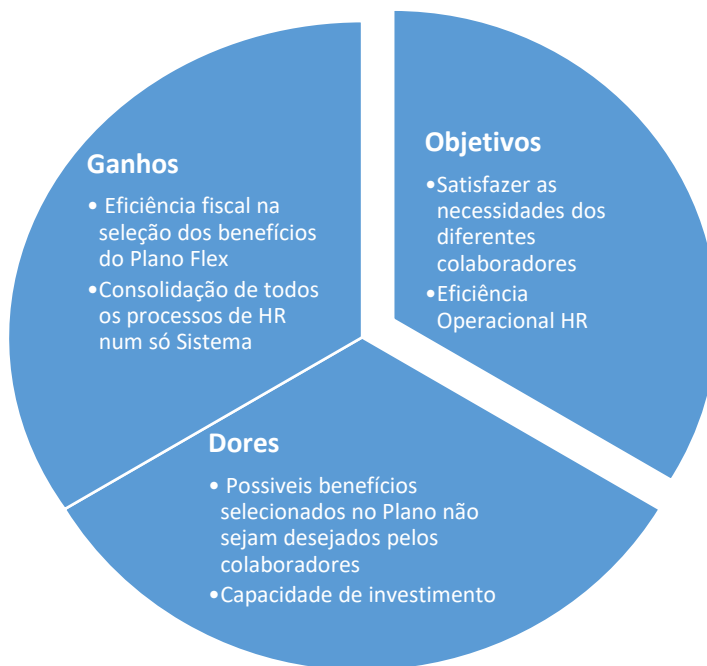 Ganhos
• Eficiência fiscal na
seleção dos benefícios
do Plano Flex
•Consolidação de todos
os processos de HR
num só Sistema
Objetivos
•Satisfazer as
necessidades dos
diferentes
colaboradores
•Eficiência
Operacional HR
Dores
• Possiveis benefícios
selecionados no Plano não
sejam desejados pelos
colaboradores
•Capacidade de investimento